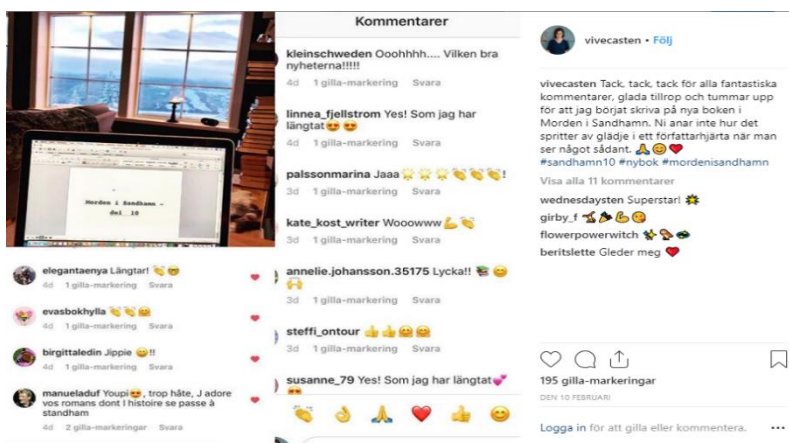 Morden i Sandhamn -
del 10
elegantaenya Längtar! 👏🤓
4d 1 gilla-markering Svara
evasbokhylla 👏👏🤗
4d 1 gilla-markering Svara
birgittaledin Jippie 😄!!
4d 1 gilla-markering Svara
manueladuf Youpi😍, trop hâte, J adore
vos romans dont l histoire se passe à
standham
4d 2 gilla-markeringar Svara
Kommentarer
kleinschweden Ooohhhh.... Vilken bra
nyheterna!!!!!
4d 1 gilla-markering Svara
linnea_fjellstrom Yes! Som jag har
längtat😍😍
4d 1 gilla-markering Svara
palssonmarina Jaaa🌟🌟🌟👏👏👏!
3d 1 gilla-markering Svara
kate_kost_writer Wooowww💪👏
3d 1 gilla-markering Svara
annelie.johansson.35175 Lycka!! 📚😊
🙌
3d 1 gilla-markering Svara
steffi_ontour 👍👍🤗🤗
3d 1 gilla-markering Svara
susanne_79 Yes! Som jag har längtat💕
vivecasten • Följ
vivecasten Tack, tack, tack för alla fantastiska
kommentarer, glada tillrop och tummar upp
för att jag börjat skriva på nya boken i
Morden i Sandhamn. Ni anar inte hur det
spritter av glädje i ett författarhjärta när man
ser något sådant. 🙏😊❤️
#sandhamn10 #nybok #mordenisandhamn
Visa alla 11 kommentarer
wednesdaysten Superstar! 🌟
girby_f
flowerpowerwitch
beritslette Gleder meg ❤️
195 gilla-markeringar
DEN 10 FEBRUARI
Logga in för att gilla eller kommentera.